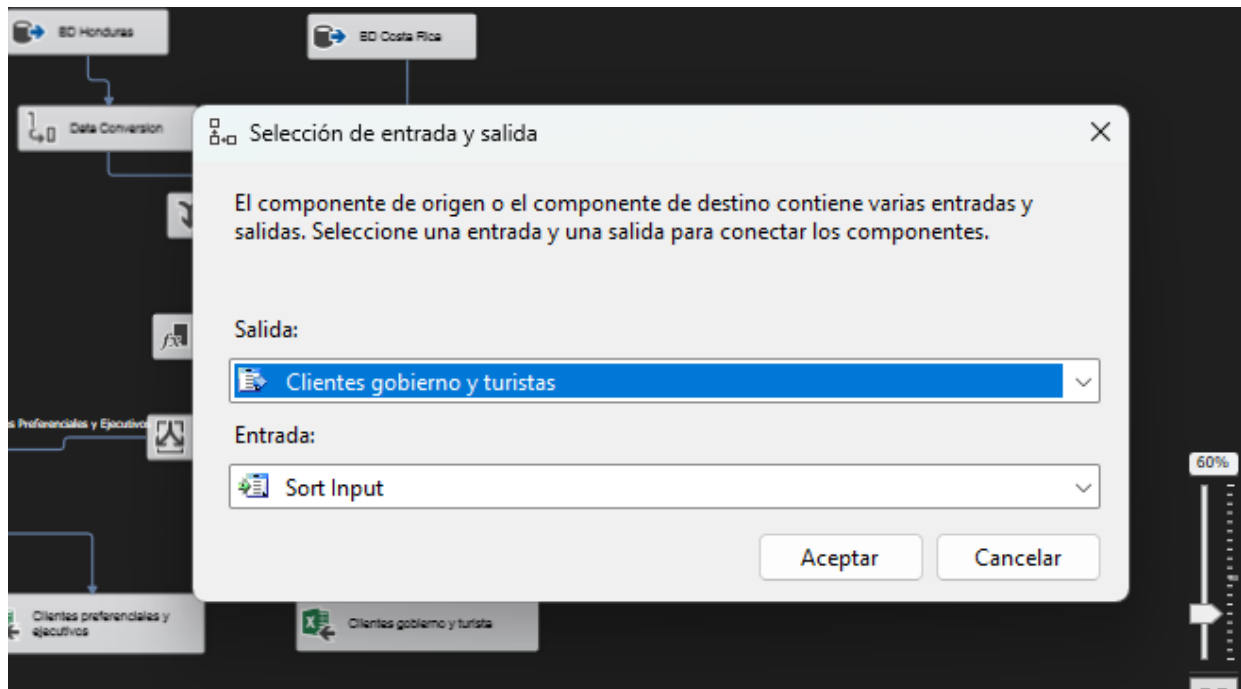 BD Honduras
BD Costa Rica
Data Conversion
Selección de entrada y salida
El componente de origen o el componente de destino contiene varias entradas y
salidas. Seleccione una entrada y una salida para conectar los componentes.
Salida:
Clientes gobierno y turistas
Entrada:
Sort Input
Aceptar
Cancelar
s Preferenciales y Ejecutivo
60%
Clientes preferenciales y
ejecutivos
Clientes gobierno y turista